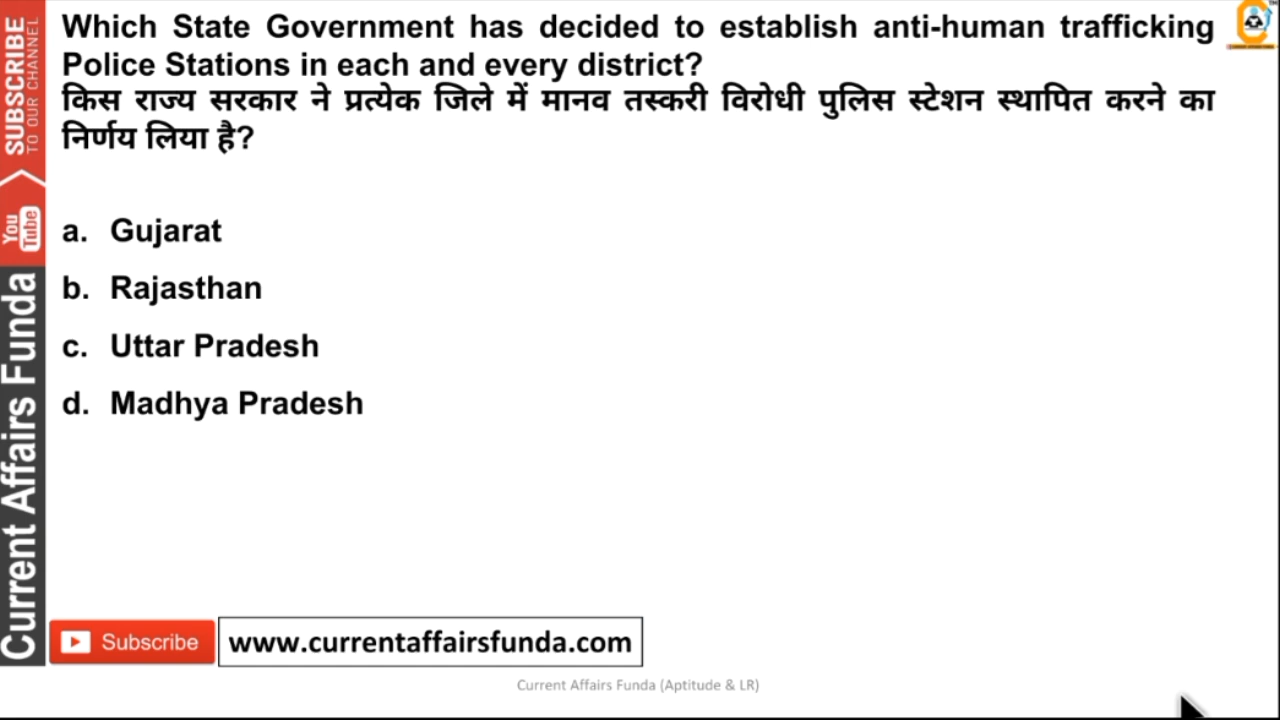 Which State Government has decided to establish anti-human trafficking
Police Stations in each and every district?
किस राज्य सरकार ने प्रत्येक जिले में मानव तस्करी विरोधी पुलिस स्टेशन स्थापित करने का
निर्णय लिया है?
a. Gujarat
b. Rajasthan
c. Uttar Pradesh
d. Madhya Pradesh
SUBSCRIBE
TO OUR CHANNEL
You
Tube
Current Affairs Funda
Subscribe
www.currentaffairsfunda.com
Current Affairs Funda (Aptitude & LR)